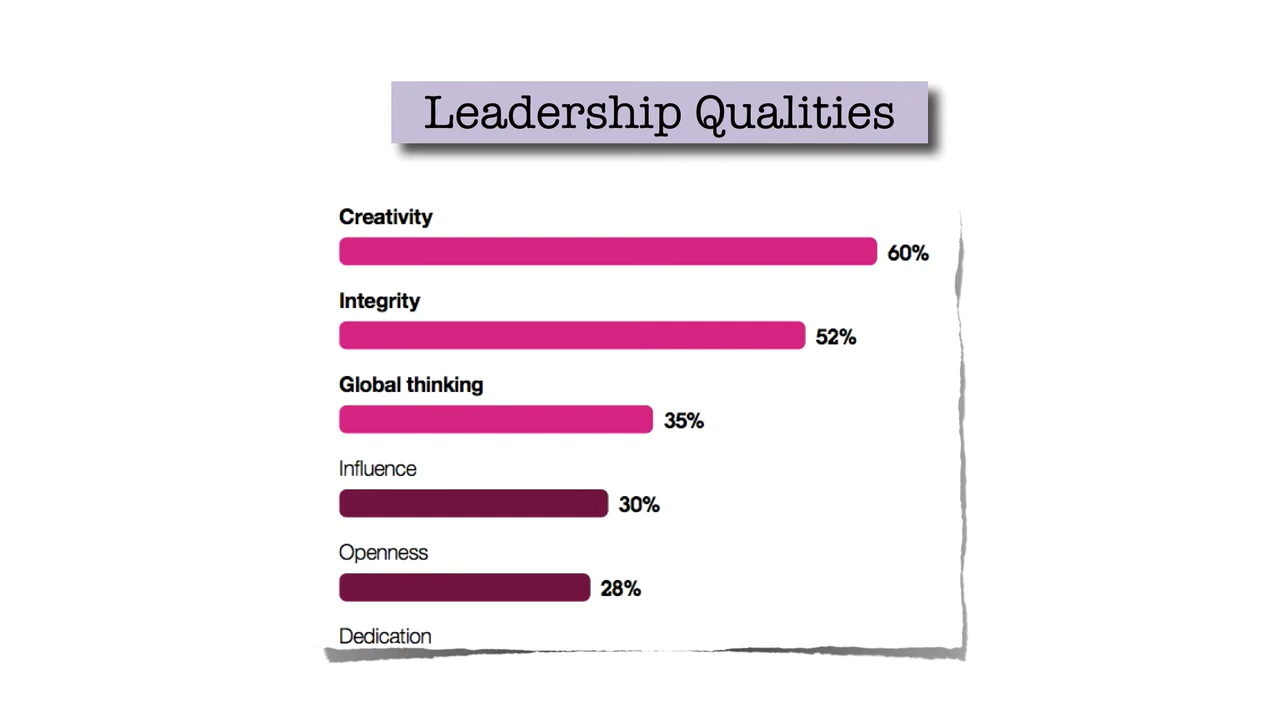 Leadership Qualities
Creativity
60%
Integrity
52%
Global thinking
35%
Influence
30%
Openness
28%
Dedication